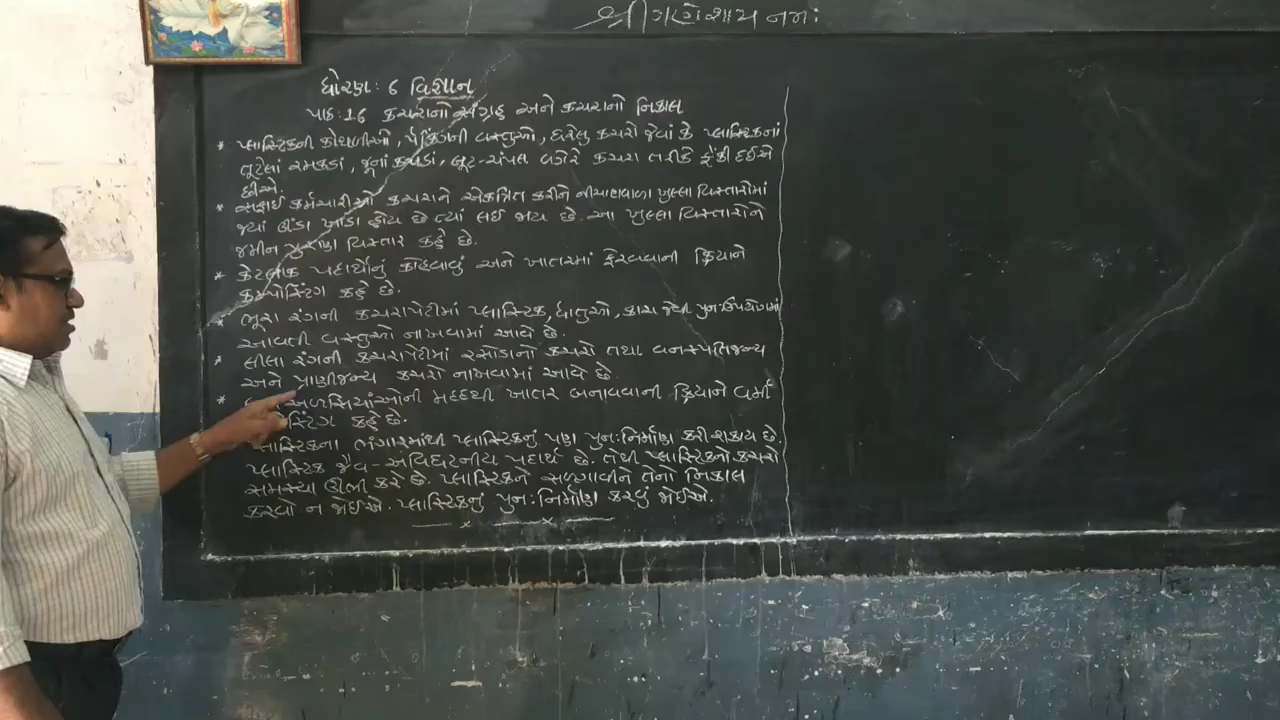 શ્રી ગણેશાય નમઃ
ધોરણ: ૬ વિજ્ઞાન
પાઠ:16 કચરાનો સંગ્રહ અને કચરાનો નિકાલ
* પ્લાસ્ટિકની કોથળીઓ, પૅકિંગની વસ્તુઓ, ઘરેલુ કચરો જેવાં કે પ્લાસ્ટિકનાં
તૂટેલાં રમકડાં, જૂનાં કપડાં, બૂટ-ચંપલ વગેરે કચરા તરીકે ફેંકી દઈએ
છીએ.
* સફાઈ કર્મચારીઓ કચરાને એકત્રિત કરીને નીચાણવાળા ખુલ્લા વિસ્તારોમાં
જ્યાં ઊંડા ખાડા હોય છે ત્યાં લઈ જાય છે. આ ખુલ્લા વિસ્તારોને
જમીન પુરાણ વિસ્તાર કહે છે.
* કેટલાક પદાર્થોનું કોહવાવું અને ખાતરમાં ફેરવવાની ક્રિયાને
કમ્પોસ્ટિંગ કહે છે.
* ભૂરા રંગની કચરાપેટીમાં પ્લાસ્ટિક, ધાતુઓ, કાચ જેવી પુનઃઉપયોગમાં
આવતી વસ્તુઓ નાખવામાં આવે છે.
* લીલા રંગની કચરાપેટીમાં રસોડાનો કચરો તથા વનસ્પતિજન્ય
અને પ્રાણીજન્ય કચરો નાખવામાં આવે છે.
* અળસિયાંઓની મદદથી ખાતર બનાવવાની ક્રિયાને વર્મી
સ્ટિંગ કહે છે.
પ્લાસ્ટિકના ભંગારમાંથી પ્લાસ્ટિકનું પણ પુનઃનિર્માણ કરી શકાય છે.
પ્લાસ્ટિક જૈવ-અવિઘટનીય પદાર્થ છે. તેથી પ્લાસ્ટિકનો કચરો
સમસ્યા ઊભી કરે છે. પ્લાસ્ટિકને સળગાવીને તેનો નિકાલ
કરવો ન જોઈએ. પ્લાસ્ટિકનું પુનઃનિર્માણ કરવું જોઈએ.